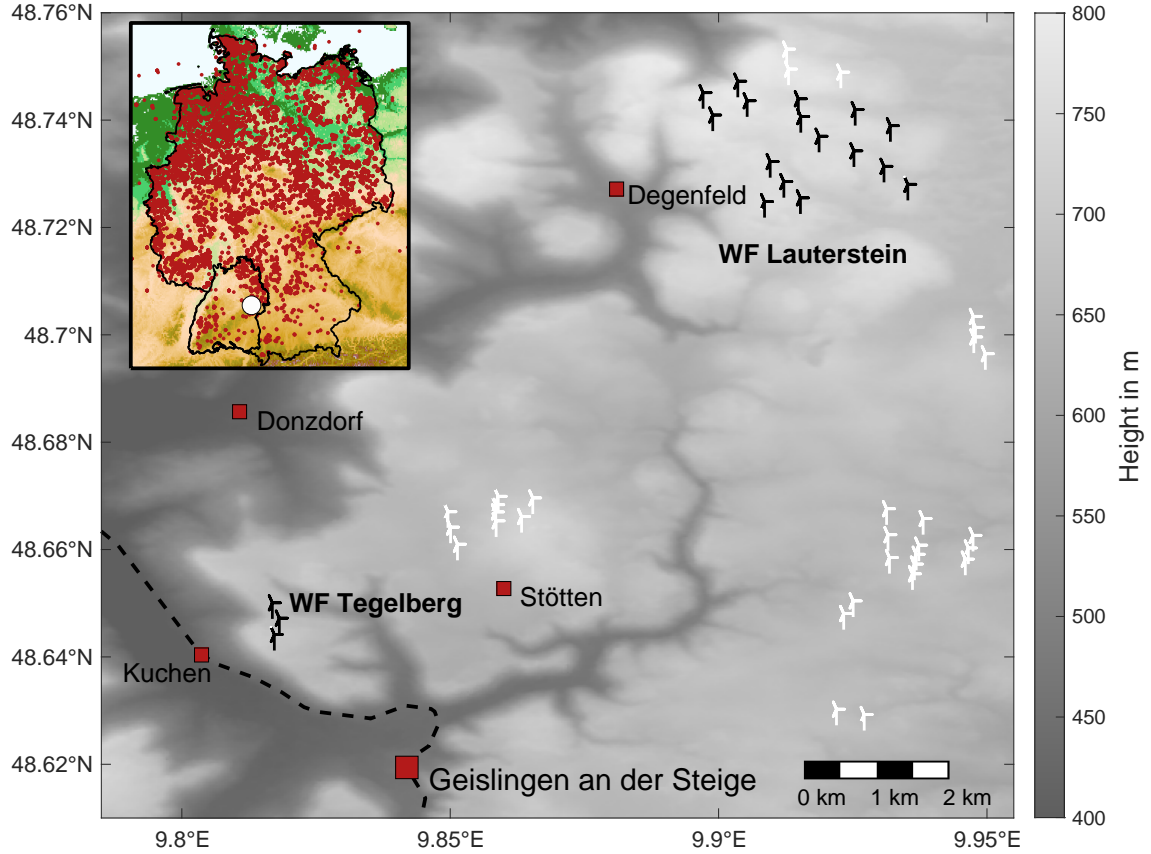 48.76°N
48.74°N
48.72°N
48.7°N
48.68°N
48.66°N
48.64°N
48.62°N
9.8°E
9.85°E
9.9°E
9.95°E
Degenfeld
WF Lauterstein
Donzdorf
WF Tegelberg
Stötten
Kuchen
Geislingen an der Steige
0 km 1 km 2 km
800
750
700
650
600
550
500
450
400
Height in m